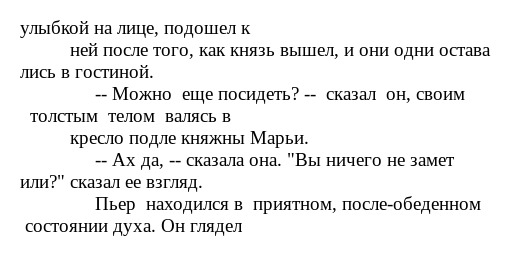 улыбкой на лице, подошел к
ней после того, как князь вышел, и они одни остава
лись в гостиной.
-- Можно  еще посидеть? --  сказал  он, своим
толстым  телом  валясь в
кресло подле княжны Марьи.
-- Ах да, -- сказала она. "Вы ничего не замет
или?" сказал ее взгляд.
Пьер  находился в  приятном, после-обеденном
состоянии духа. Он глядел